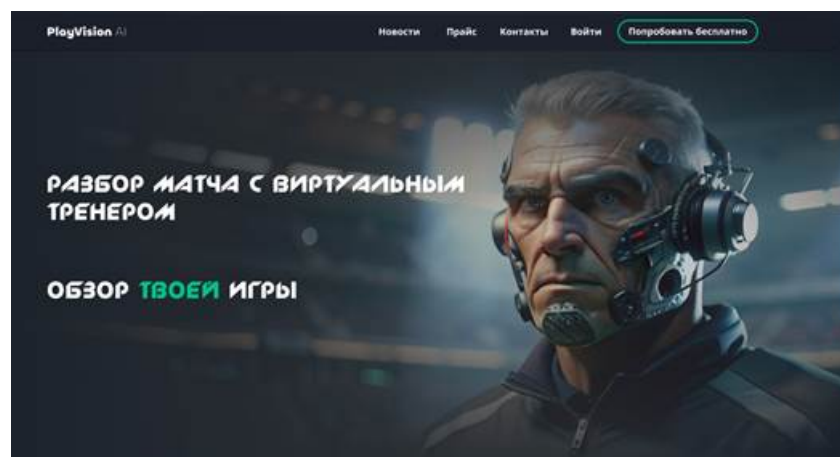 PlayVision AI
Новости Прайс Контакты Войти Попробовать бесплатно
РАЗБОР МАТЧА С ВИРТУАЛЬНЫМ
ТРЕНЕРОМ
ОБЗОР ТВОЕЙ ИГРЫ